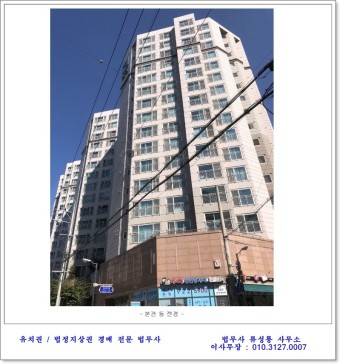 - 본건 동 전경 -
유치권 / 법정지상권 경매 전문 법무사
법무사 류성룡 사무소
이사무장 : 010.3127.0007